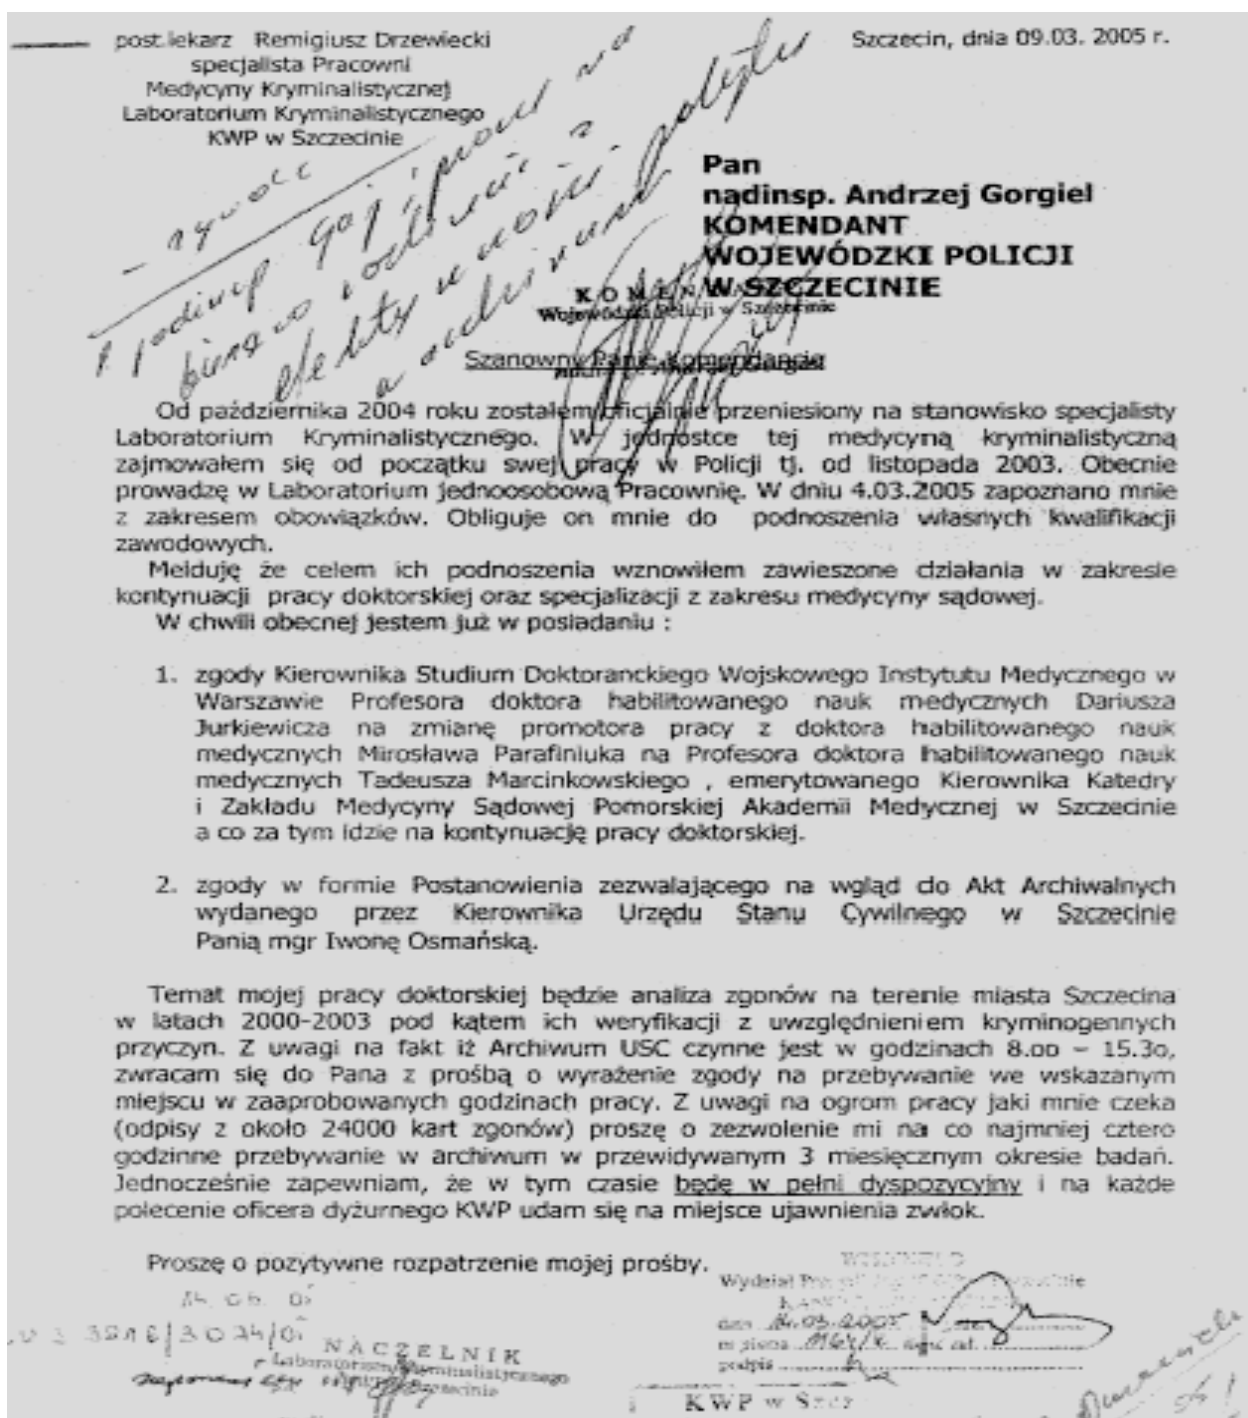 post.lekarz Remigiusz Drzewiecki
specjalista Pracowni
Medycyny Kryminalistycznej
Laboratorium Kryminalistycznego
KWP w Szczecinie
Szczecin, dnia 09.03. 2005 r.
Pan
nadinsp. Andrzej Gorgiel
KOMENDANT
WOJEWÓDZKI POLICJI
W SZCZECINIE
Wojewódzki Policji w Szczecinie
Szanowny Panie Komendancie
Od października 2004 roku zostałem oficjalnie przeniesiony na stanowisko specjalisty
Laboratorium Kryminalistycznego. W jednostce tej medycyną kryminalistyczną
zajmowałem się od początku swej pracy w Policji tj. od listopada 2003. Obecnie
prowadzę w Laboratorium jednoosobową Pracownię. W dniu 4.03.2005 zapoznano mnie
z zakresem obowiązków. Obliguje on mnie do podnoszenia własnych kwalifikacji
zawodowych.
Melduję że celem ich podnoszenia wznowiłem zawieszone działania w zakresie
kontynuacji pracy doktorskiej oraz specjalizacji z zakresu medycyny sądowej.
W chwili obecnej jestem już w posiadaniu :
1. zgody Kierownika Studium Doktoranckiego Wojskowego Instytutu Medycznego w
Warszawie Profesora doktora habilitowanego nauk medycznych Dariusza
Jurkiewicza na zmianę promotora pracy z doktora habilitowanego nauk
medycznych Mirosława Parafiniuka na Profesora doktora habilitowanego nauk
medycznych Tadeusza Marcinkowskiego , emerytowanego Kierownika Katedry
i Zakładu Medycyny Sądowej Pomorskiej Akademii Medycznej w Szczecinie
a co za tym idzie na kontynuację pracy doktorskiej.
2. zgody w formie Postanowienia zezwalającego na wgląd do Akt Archiwalnych
wydanego przez Kierownika Urzędu Stanu Cywilnego w Szczecinie
Panią mgr Iwonę Osmańską.
Temat mojej pracy doktorskiej będzie analiza zgonów na terenie miasta Szczecina
w latach 2000-2003 pod kątem ich weryfikacji z uwzględnieniem kryminogennych
przyczyn. Z uwagi na fakt iż Archiwum USC czynne jest w godzinach 8.oo – 15.3o,
zwracam się do Pana z prośbą o wyrażenie zgody na przebywanie we wskazanym
miejscu w zaaprobowanych godzinach pracy. Z uwagi na ogrom pracy jaki mnie czeka
(odpisy z około 24000 kart zgonów) proszę o zezwolenie mi na co najmniej cztero
godzinne przebywanie w archiwum w przewidywanym 3 miesięcznym okresie badań.
Jednocześnie zapewniam, że w tym czasie będę w pełni dyspozycyjny i na każde
polecenie oficera dyżurnego KWP udam się na miejsce ujawnienia zwłok.
Proszę o pozytywne rozpatrzenie mojej prośby.
NACZELNIK
Laboratorium Kryminalistycznego
dnia 14.03.2005
podpis
KWP w Szcz